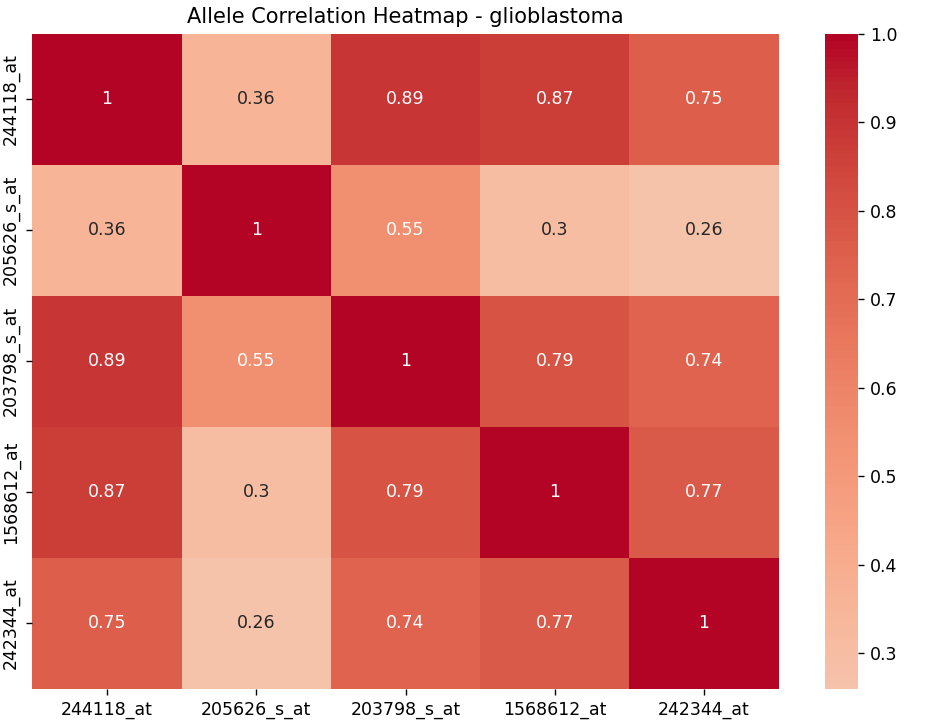 Allele Correlation Heatmap - glioblastoma
244118_at
1 0.36 0.89 0.87 0.75
205626_s_at
0.36 1 0.55 0.3 0.26
203798_s_at
0.89 0.55 1 0.79 0.74
1568612_at
0.87 0.3 0.79 1 0.77
242344_at
0.75 0.26 0.74 0.77 1
244118_at 205626_s_at 203798_s_at 1568612_at 242344_at
1.0
0.9
0.8
0.7
0.6
0.5
0.4
0.3